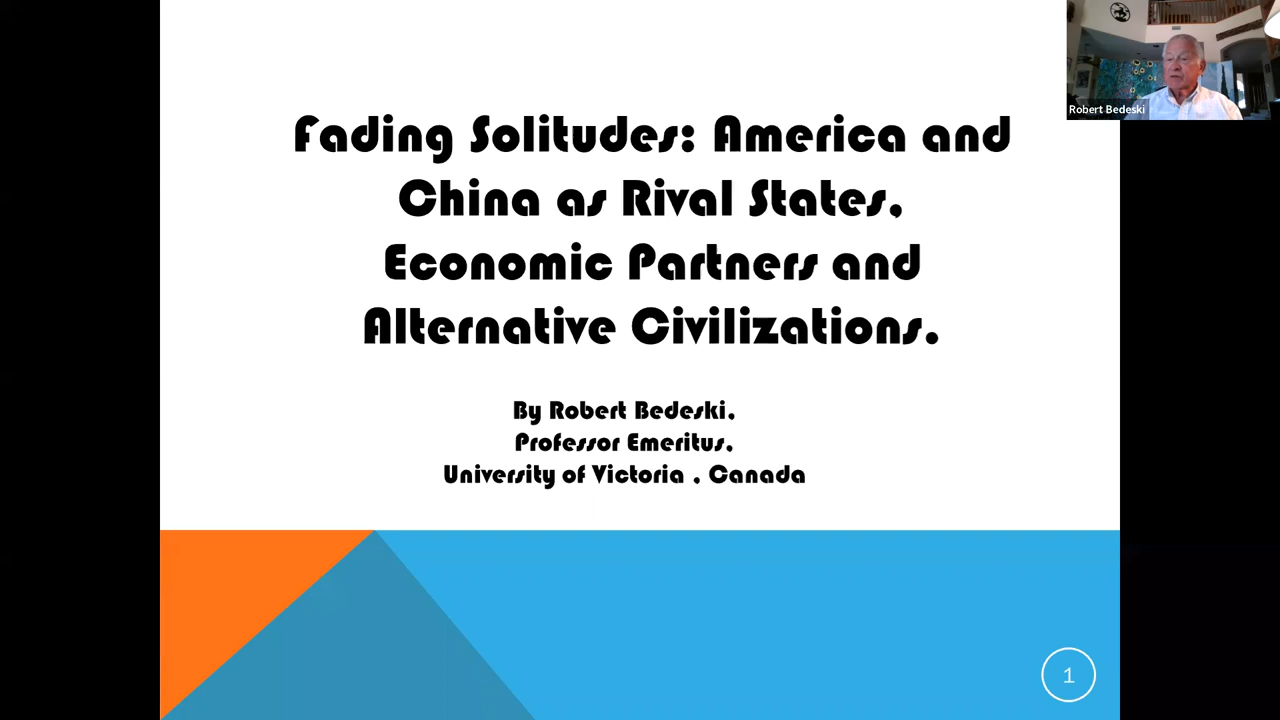 Fading Solitudes: America and
China as Rival States,
Economic Partners and
Alternative Civilizations.
By Robert Bedeski,
Professor Emeritus,
University of Victoria , Canada
1
Robert Bedeski